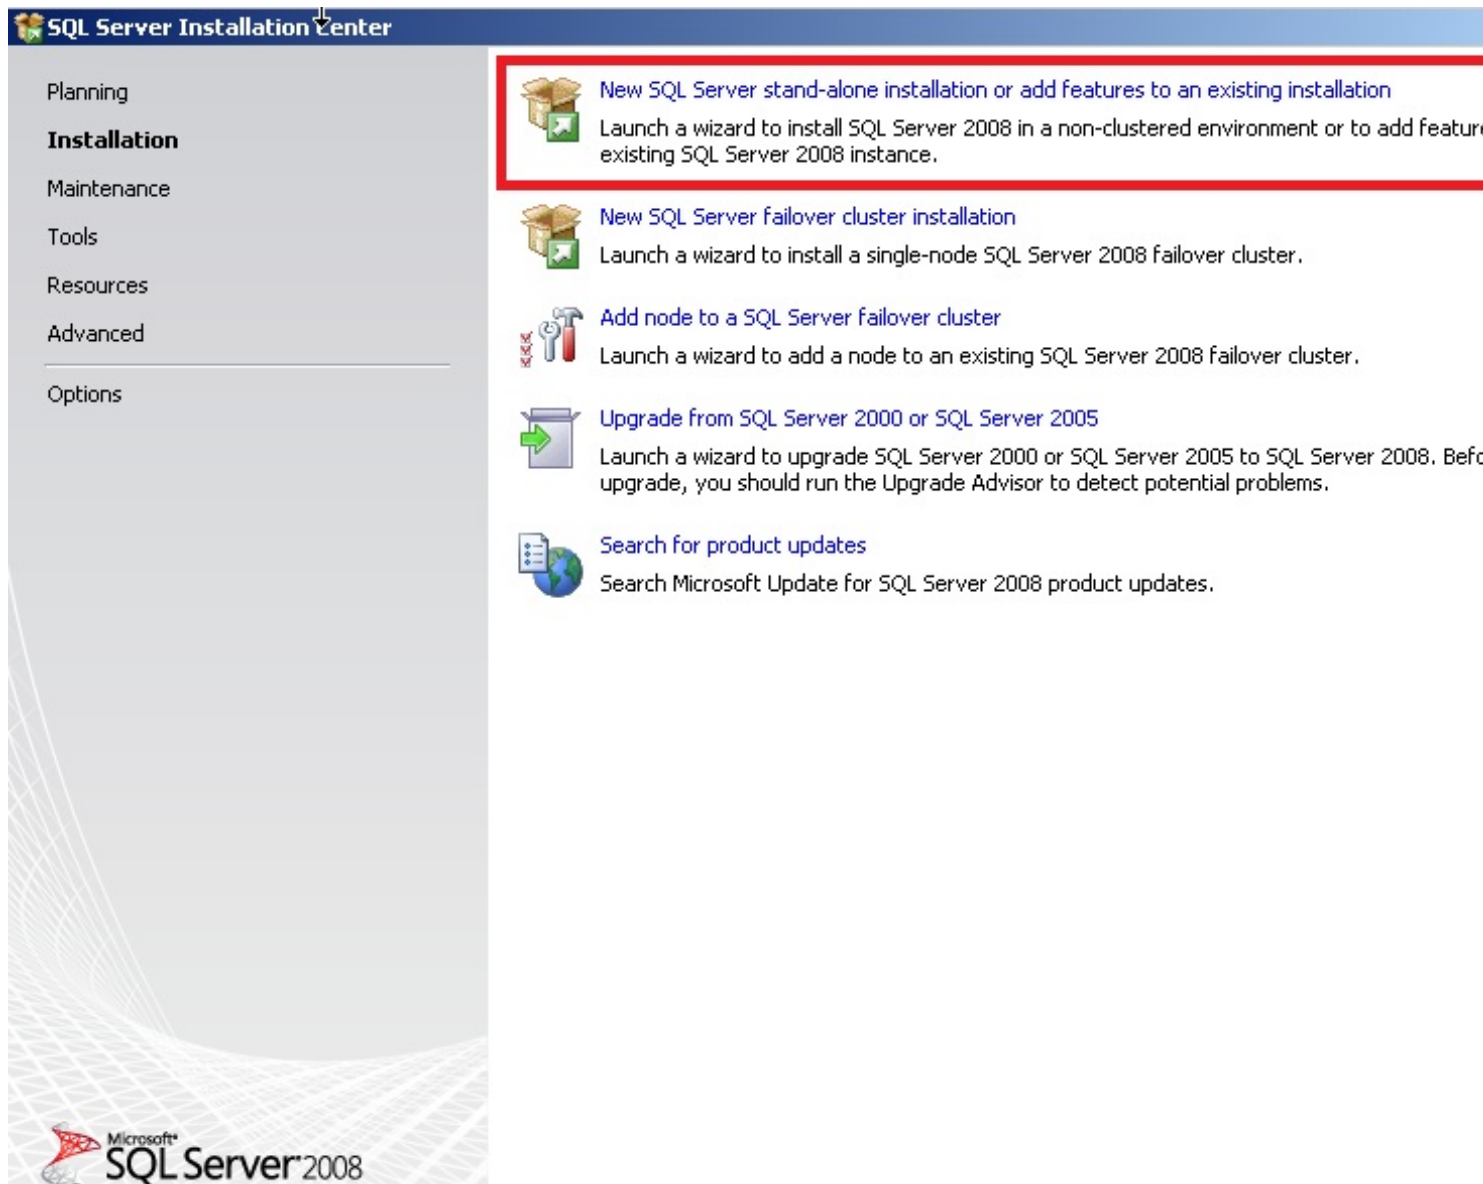 SQL Server Installation Center
Planning
Installation
Maintenance
Tools
Resources
Advanced
Options
New SQL Server stand-alone installation or add features to an existing installation
Launch a wizard to install SQL Server 2008 in a non-clustered environment or to add feature
existing SQL Server 2008 instance.
New SQL Server failover cluster installation
Launch a wizard to install a single-node SQL Server 2008 failover cluster.
Add node to a SQL Server failover cluster
Launch a wizard to add a node to an existing SQL Server 2008 failover cluster.
Upgrade from SQL Server 2000 or SQL Server 2005
Launch a wizard to upgrade SQL Server 2000 or SQL Server 2005 to SQL Server 2008. Befo
upgrade, you should run the Upgrade Advisor to detect potential problems.
Search for product updates
Search Microsoft Update for SQL Server 2008 product updates.
Microsoft
SQL Server 2008